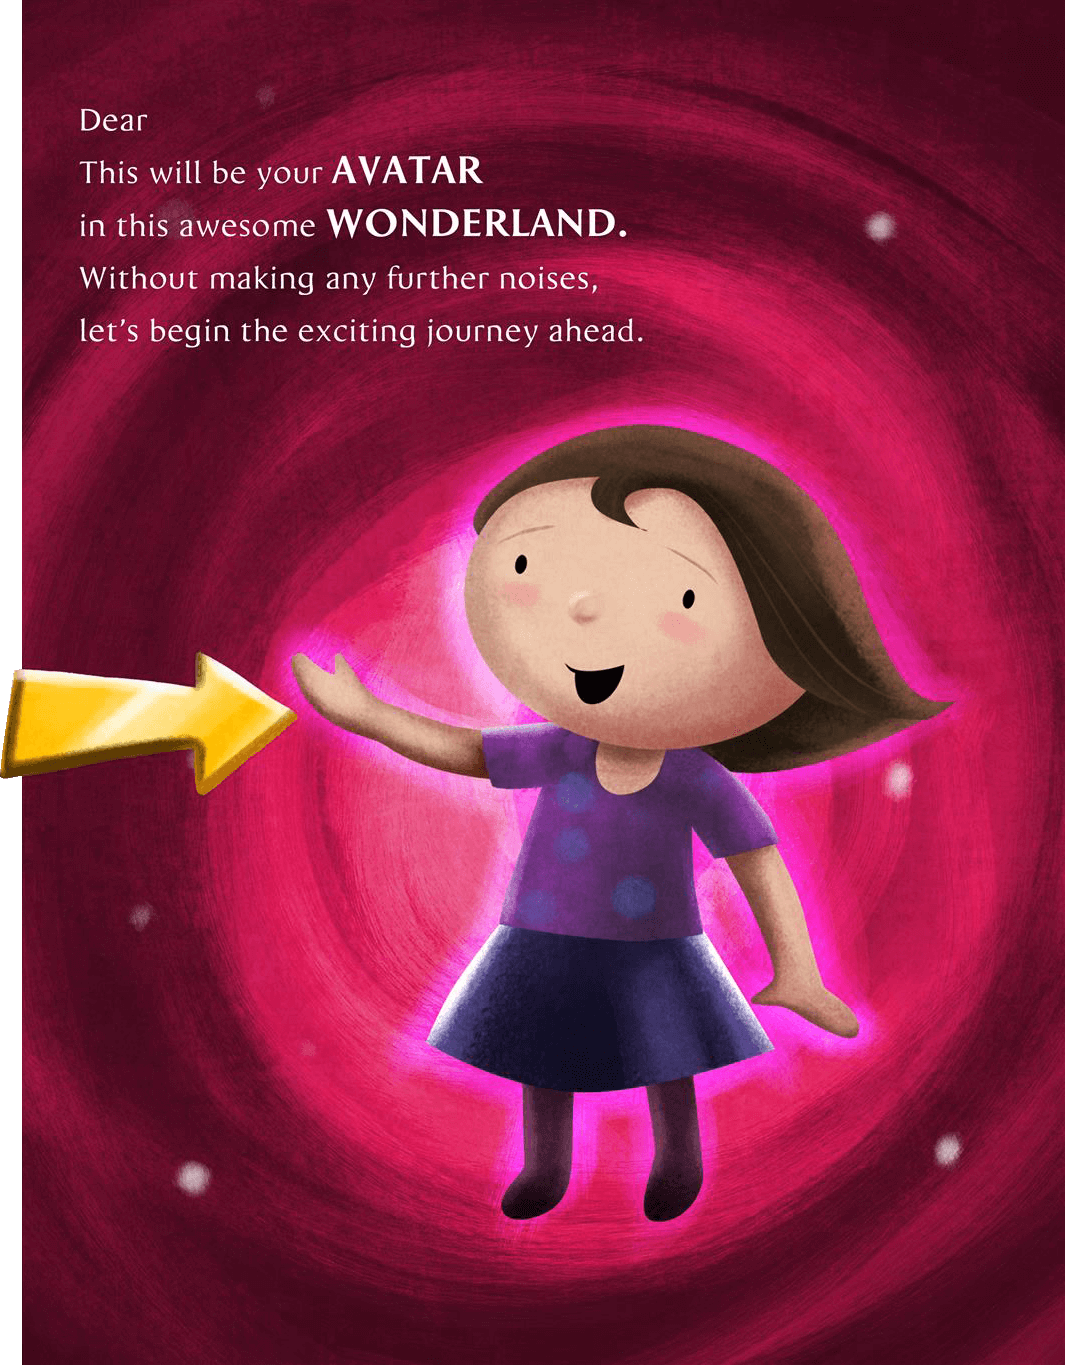 Dear
This will be your AVATAR
in this awesome WONDERLAND.
Without making any further noises,
let's begin the exciting journey ahead.